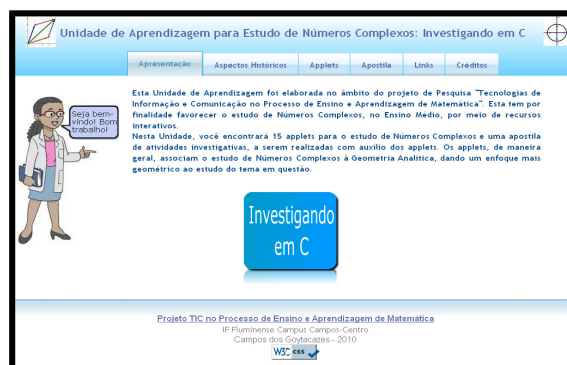 Unidade de Aprendizagem para Estudo de Números Complexos: Investigando em C
Apresentação Aspectos Históricos Applets Apostila Links Créditos
Esta Unidade de Aprendizagem foi elaborada no âmbito do projeto de Pesquisa "Tecnologias de
Informação e Comunicação no Processo de Ensino e Aprendizagem de Matemática". Esta tem por
finalidade favorecer o estudo de Números Complexos, no Ensino Médio, por meio de recursos
interativos.
Nesta Unidade, você encontrará 15 applets para o estudo de Números Complexos e uma apostila
de atividades investigativas, a serem realizadas com auxílio dos applets. Os applets, de maneira
geral, associam o estudo de Números Complexos à Geometria Analítica, dando um enfoque mais
geométrico ao estudo do tema em questão.
Seja bem-
vindo! Bom
trabalho!
Investigando
em C
Projeto TIC no Processo de Ensino e Aprendizagem de Matemática
IF Fluminense Campus Campos-Centro
Campos dos Goytacazes - 2010
W3C css